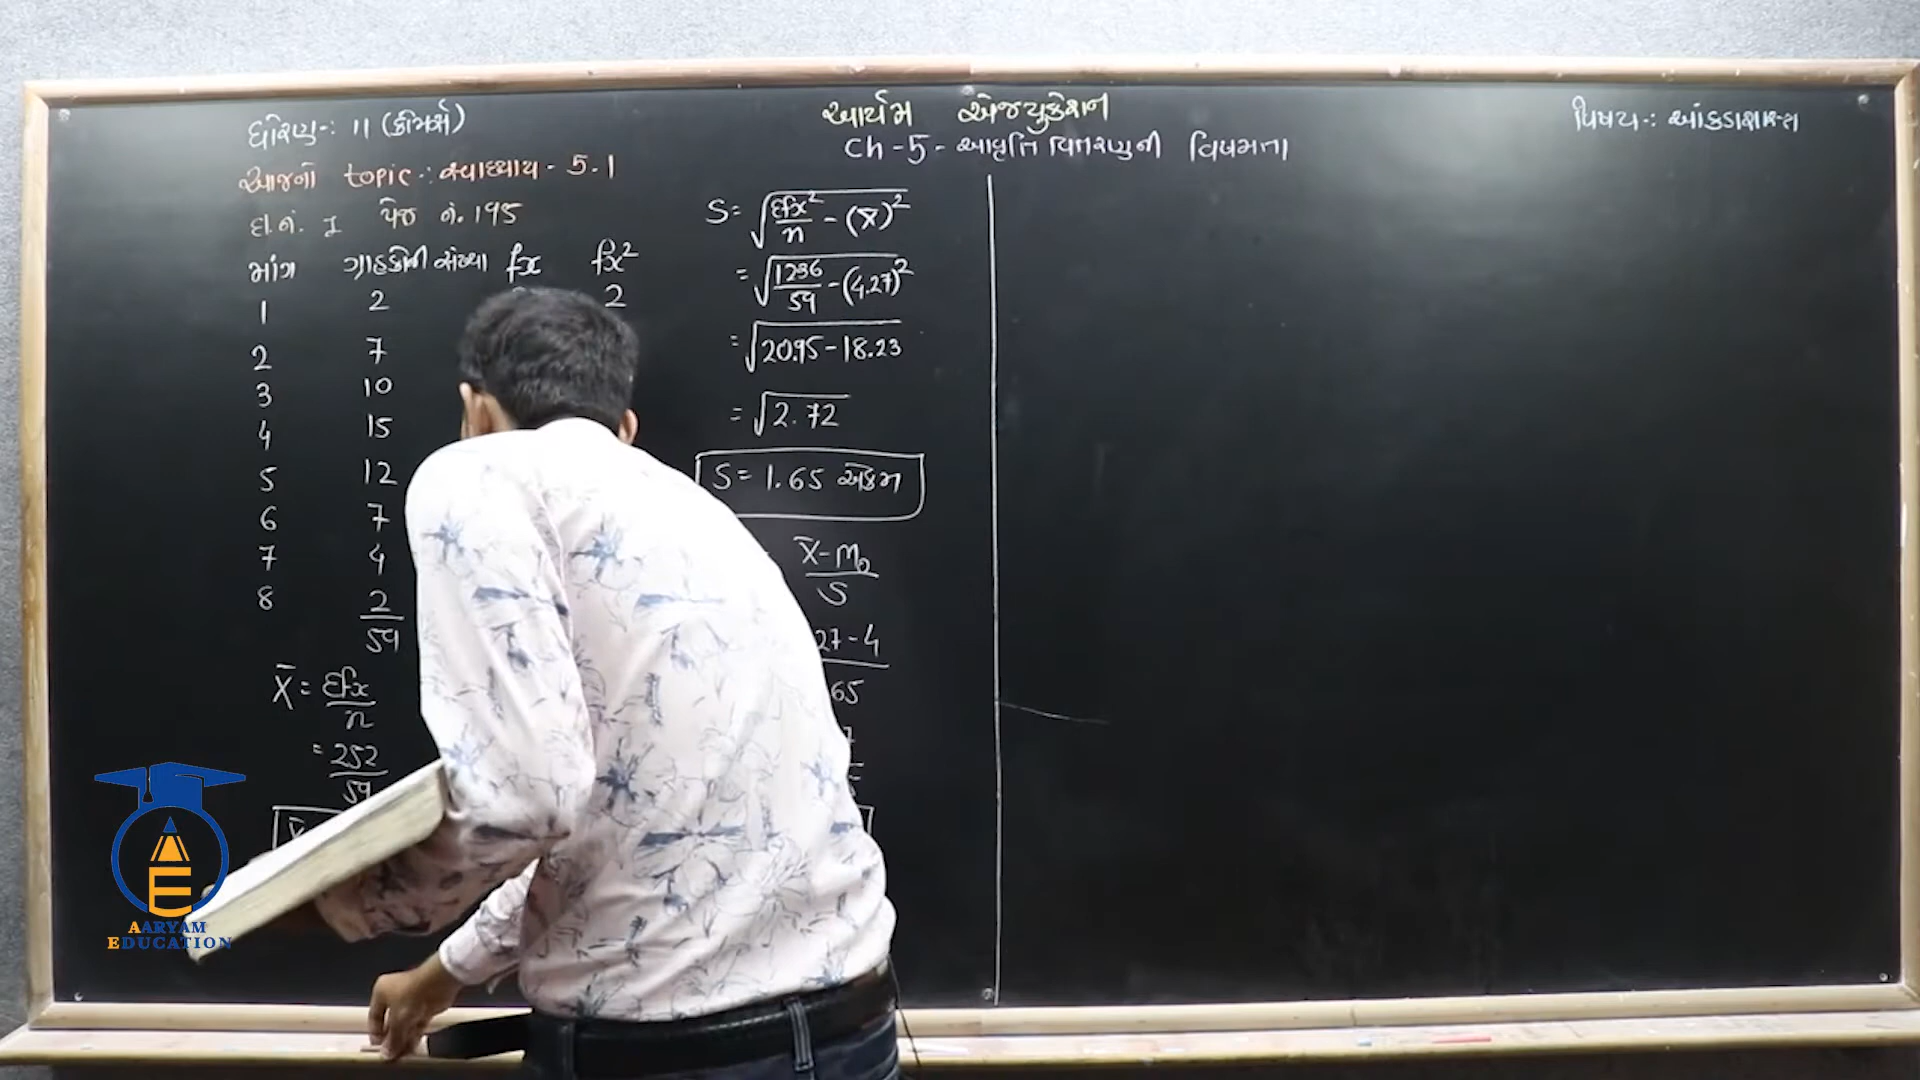 ધોરણ-: 11 (કોમર્સ)
આર્યમ એજ્યુકેશન
વિષય-: આંકડાશાસ્ત્ર
Ch-5- આવૃત્તિ વિતરણની વિષમતા
આજનો topic-: સ્વાધ્યાય-5.1
દા.નં. 1 પેજ નં.195
માંગ ગ્રાહકોની સંખ્યા fx fx²
1 2 2
2 7
3 10
4 15
5 12
6 7
7 4
8 2
59
x̄ = Σfx
n
= 252
59
S= √Σfx²/n - (x̄)²
= √1236/59 - (4.27)²
= √20.95-18.23
= √2.72
S= 1.65 એકમ
x̄-M₀
S
27-4
65
AARYAM
EDUCATION